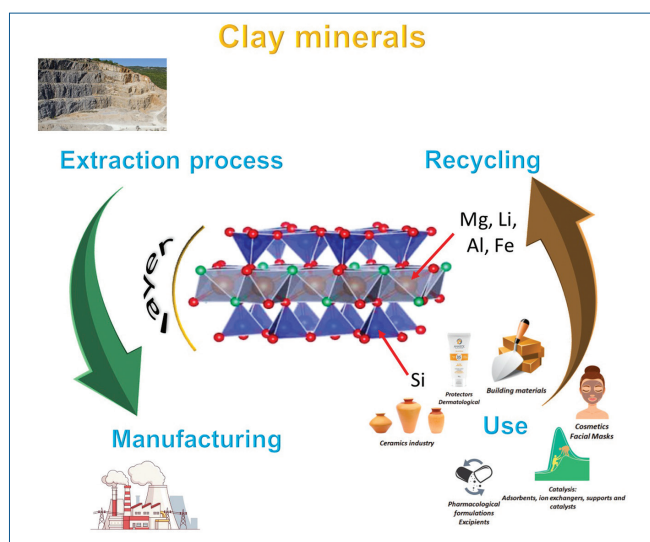 Clay minerals
Extraction process
Recycling
Layer
Mg, Li,
Al, Fe
Si
Protectors
Dermatological
Building materials
Ceramics industry
Cosmetics
Facial Masks
Manufacturing
Use
Catalysis:
Adsorbents, ion exchangers, supports and
catalysts
Pharmacological
formulations
Excipients